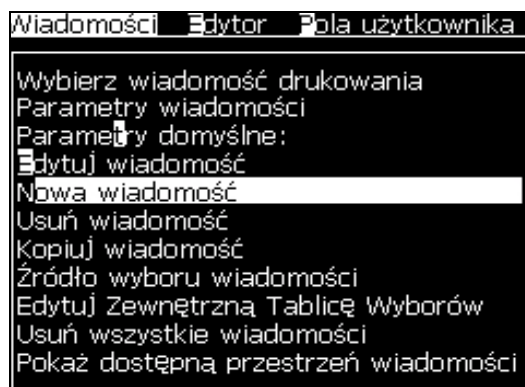 Wiadomości Edytor Pola użytkownika
Wybierz wiadomość drukowania
Parametry wiadomości
Parametry domyślne:
Edytuj wiadomość
Nowa wiadomość
Usuń wiadomość
Kopiuj wiadomość
Źródło wyboru wiadomości
Edytuj Zewnętrzną Tablicę Wyborów
Usuń wszystkie wiadomości
Pokaż dostępną przestrzeń wiadomości